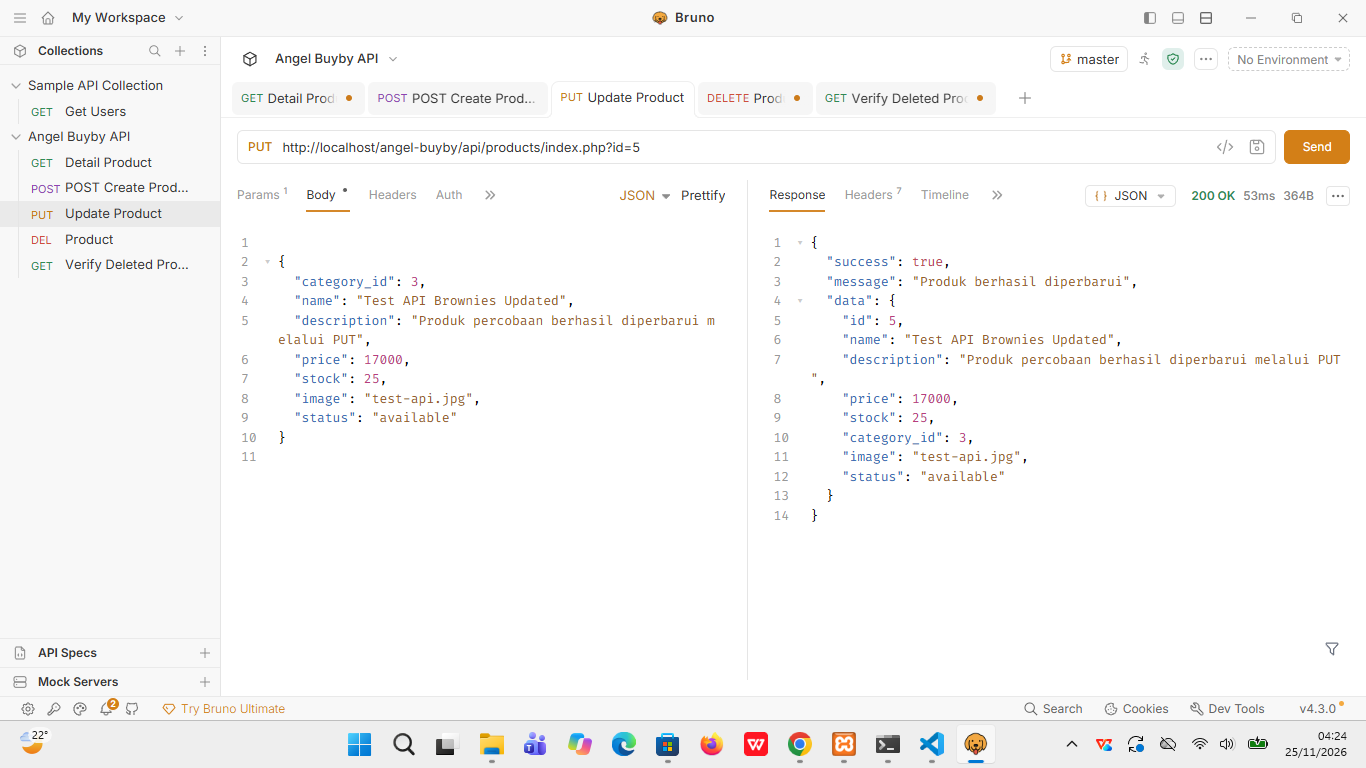 My Workspace
Bruno
Collections
Angel Buyby API
master
No Environment
Sample API Collection
GET Get Users
Angel Buyby API
GET Detail Product
POST POST Create Prod...
PUT Update Product
DEL Product
GET Verify Deleted Pro...
GET Detail Prod
POST POST Create Prod...
PUT Update Product
DELETE Prod
GET Verify Deleted Pro
PUT http://localhost/angel-buyby/api/products/index.php?id=5
Send
Params 1 Body Headers Auth JSON Prettify
1
2 {
3 "category_id": 3,
4 "name": "Test API Brownies Updated",
5 "description": "Produk percobaan berhasil diperbarui m
elalui PUT",
6 "price": 17000,
7 "stock": 25,
8 "image": "test-api.jpg",
9 "status": "available"
10 }
11
Response Headers 7 Timeline { } JSON 200 OK 53ms 364B
1 {
2 "success": true,
3 "message": "Produk berhasil diperbarui",
4 "data": {
5 "id": 5,
6 "name": "Test API Brownies Updated",
7 "description": "Produk percobaan berhasil diperbarui melalui PUT
",
8 "price": 17000,
9 "stock": 25,
10 "category_id": 3,
11 "image": "test-api.jpg",
12 "status": "available"
13 }
14 }
API Specs
Mock Servers
2
Try Bruno Ultimate
Search Cookies Dev Tools v4.3.0
22°
04:24
25/11/2026